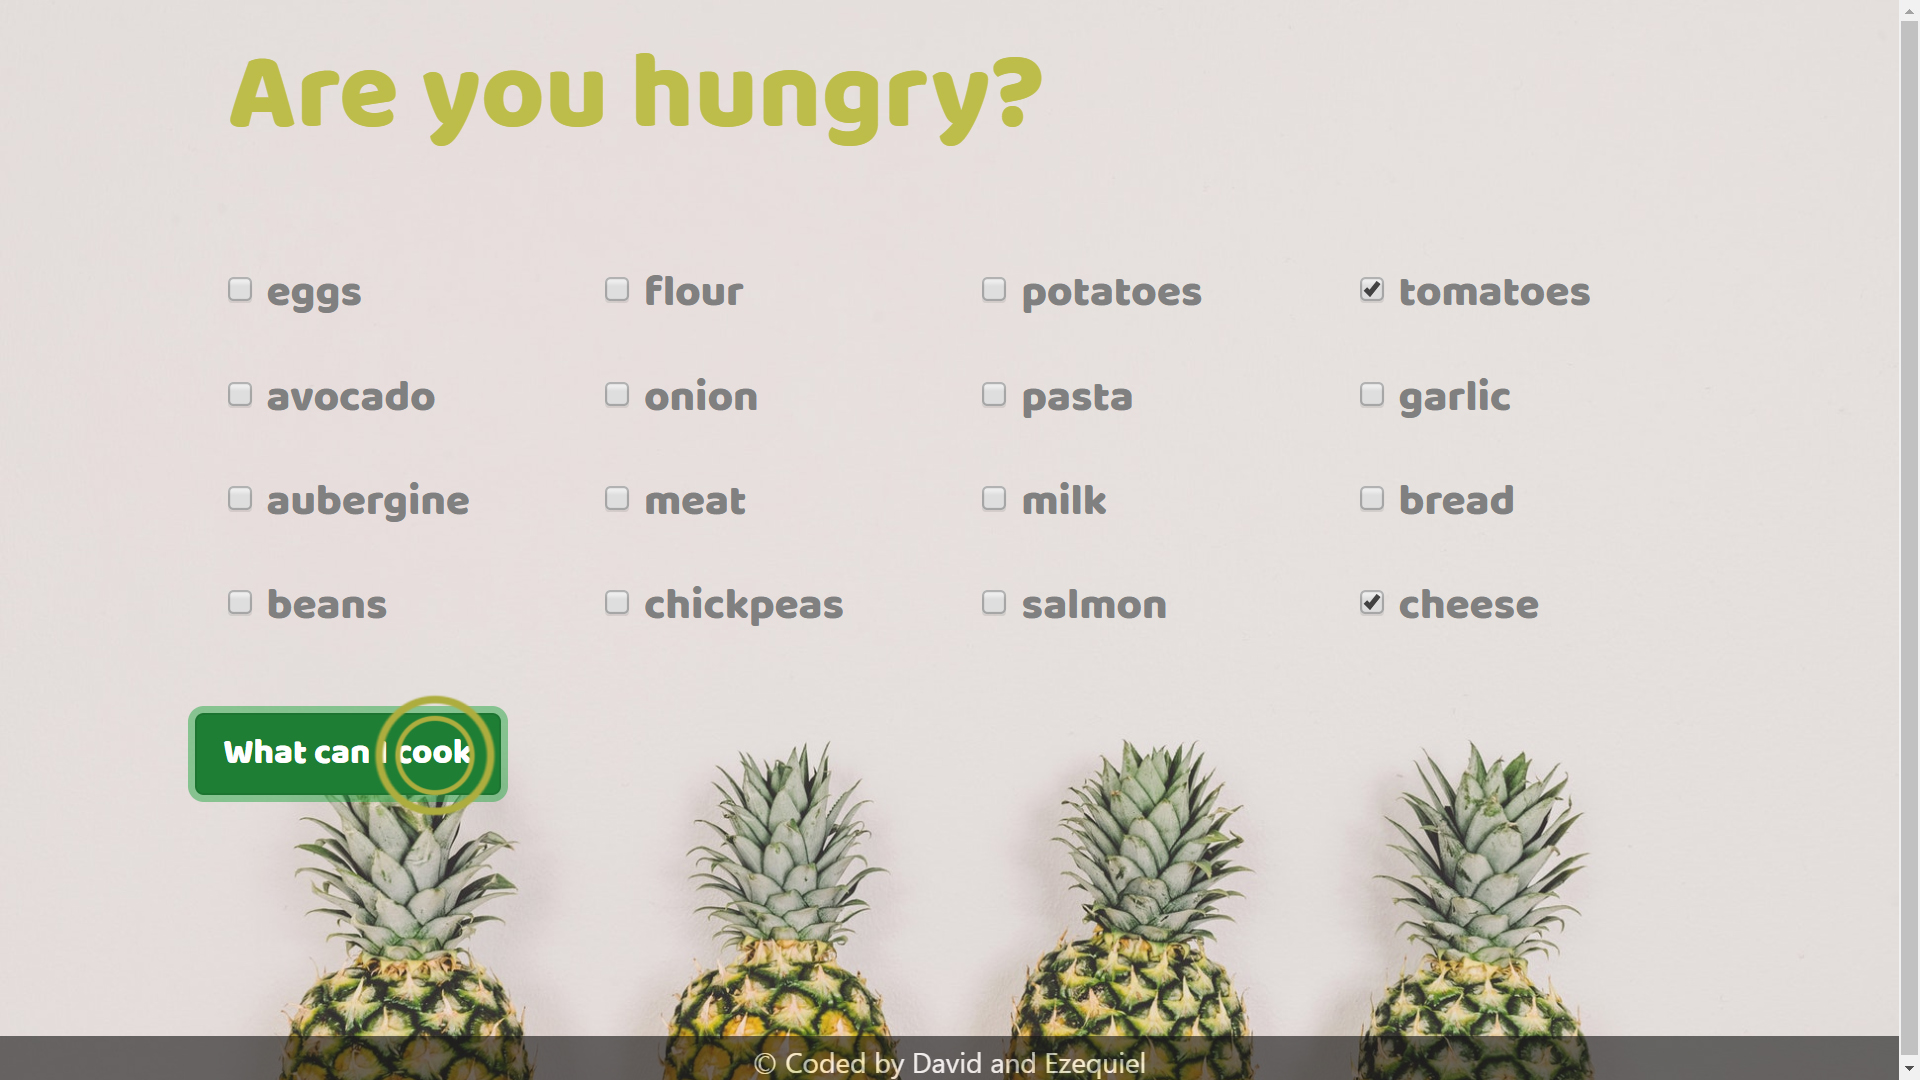 Are you hungry?
eggs flour potatoes tomatoes
avocado onion pasta garlic
aubergine meat milk bread
beans chickpeas salmon cheese
What can I cook
© Coded by David and Ezequiel